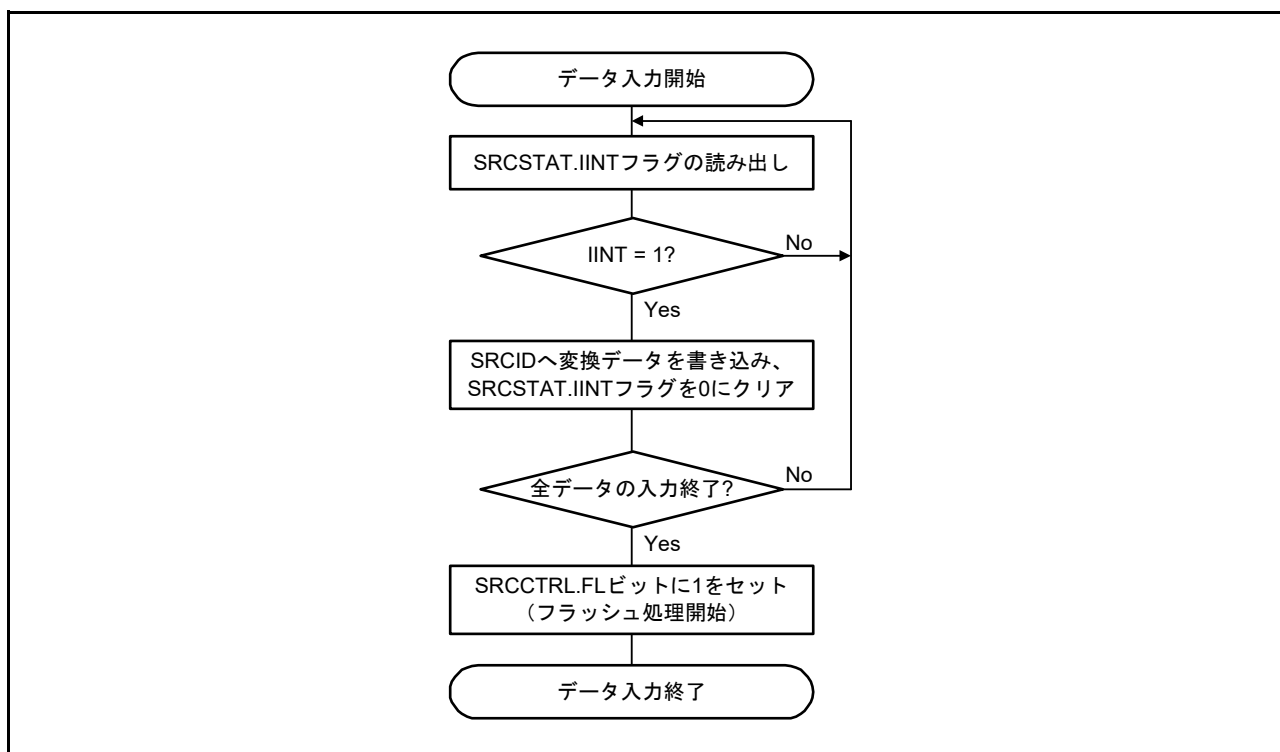 データ入力開始
SRCSTAT.IINTフラグの読み出し
IINT = 1?
No
Yes
SRCIDへ変換データを書き込み、
SRCSTAT.IINTフラグを0にクリア
全データの入力終了?
No
Yes
SRCCTRL.FLビットに1をセット
（フラッシュ処理開始）
データ入力終了